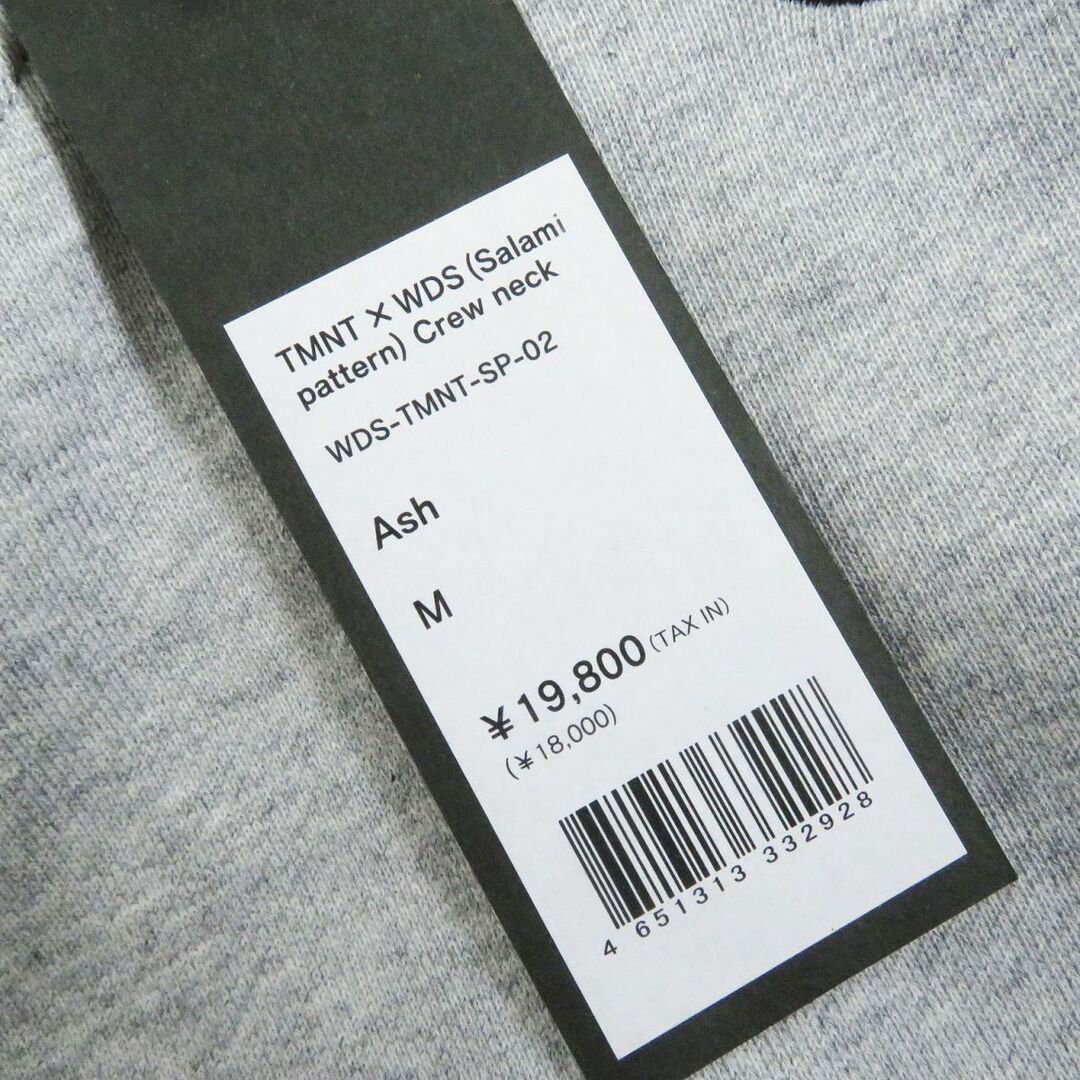 TMNT × WDS (Salami
pattern) Crew neck
WDS-TMNT-SP-02
Ash
M
¥19,800 (TAX IN)
(¥18,000)
4 651313 332928